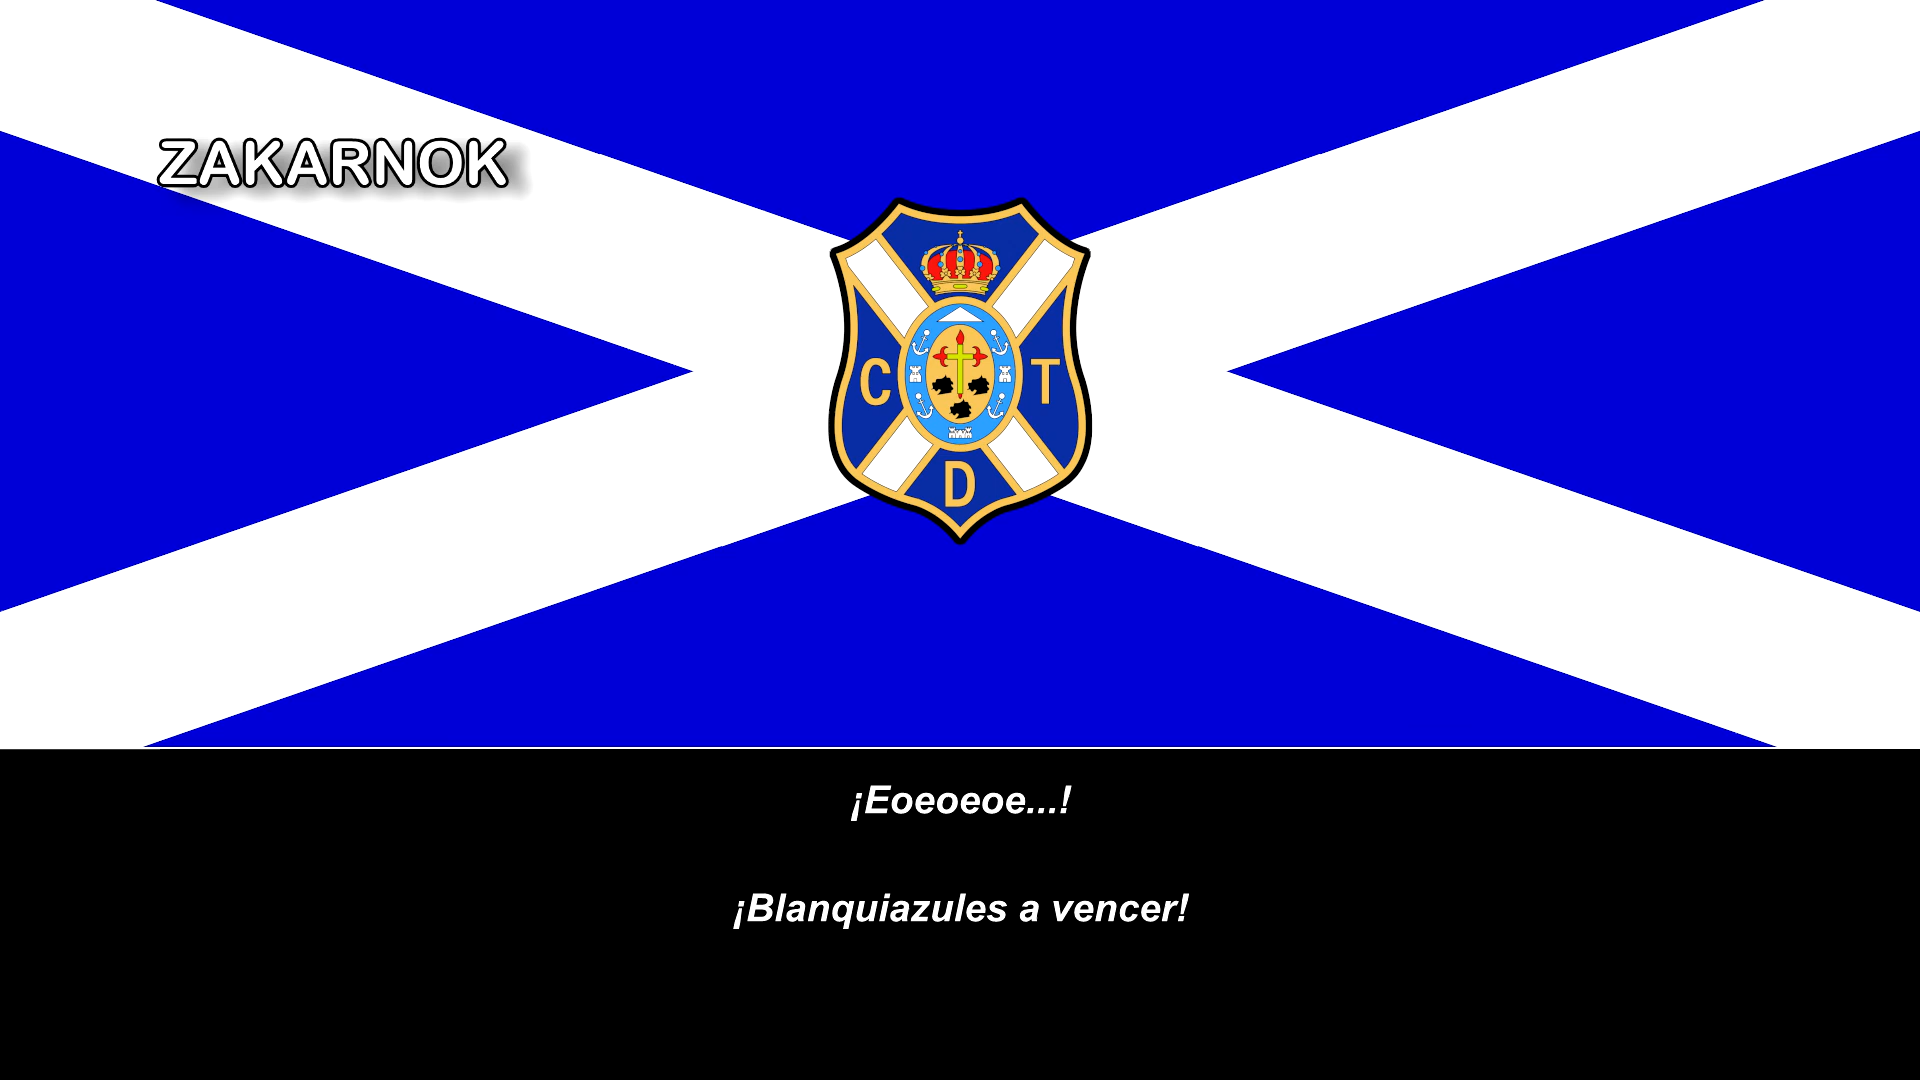 ZAKARNOK
C T
D
¡Eoeoeoe...!
¡Blanquiazules a vencer!